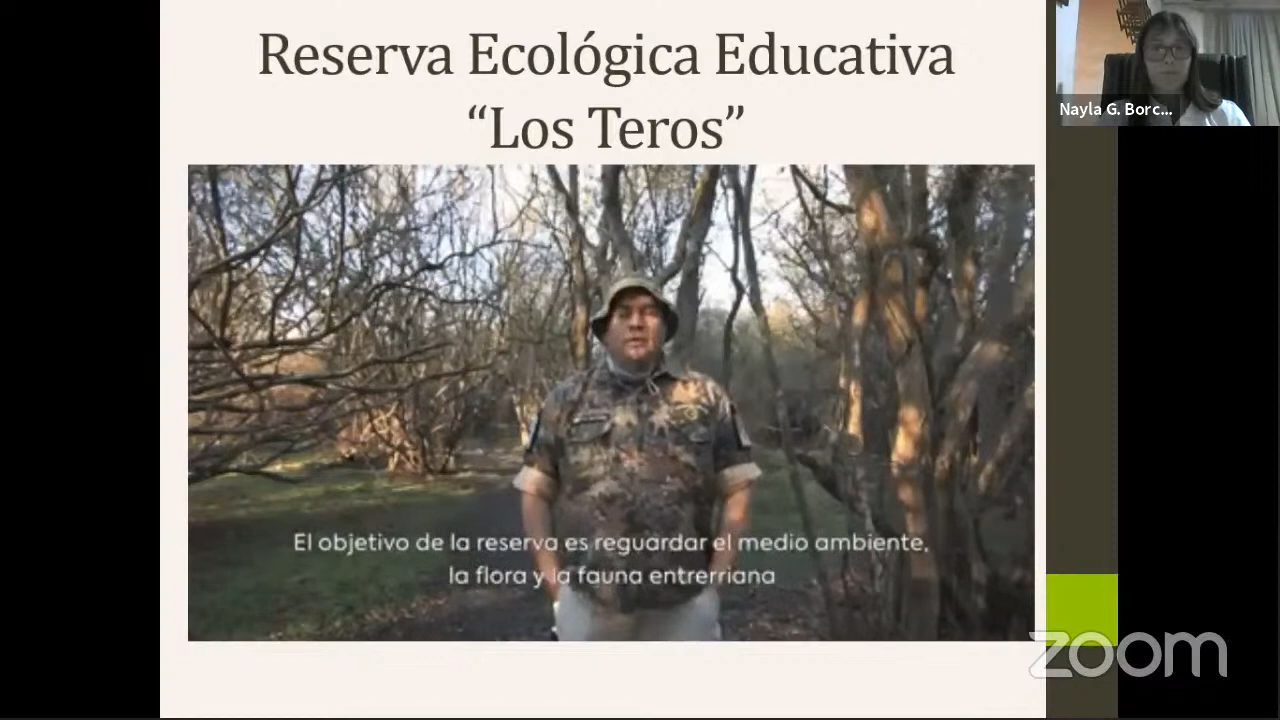 Reserva Ecológica Educativa
“Los Teros”
Nayla G. Borc...
El objetivo de la reserva es reguardar el medio ambiente,
la flora y la fauna entrerriana
zoom